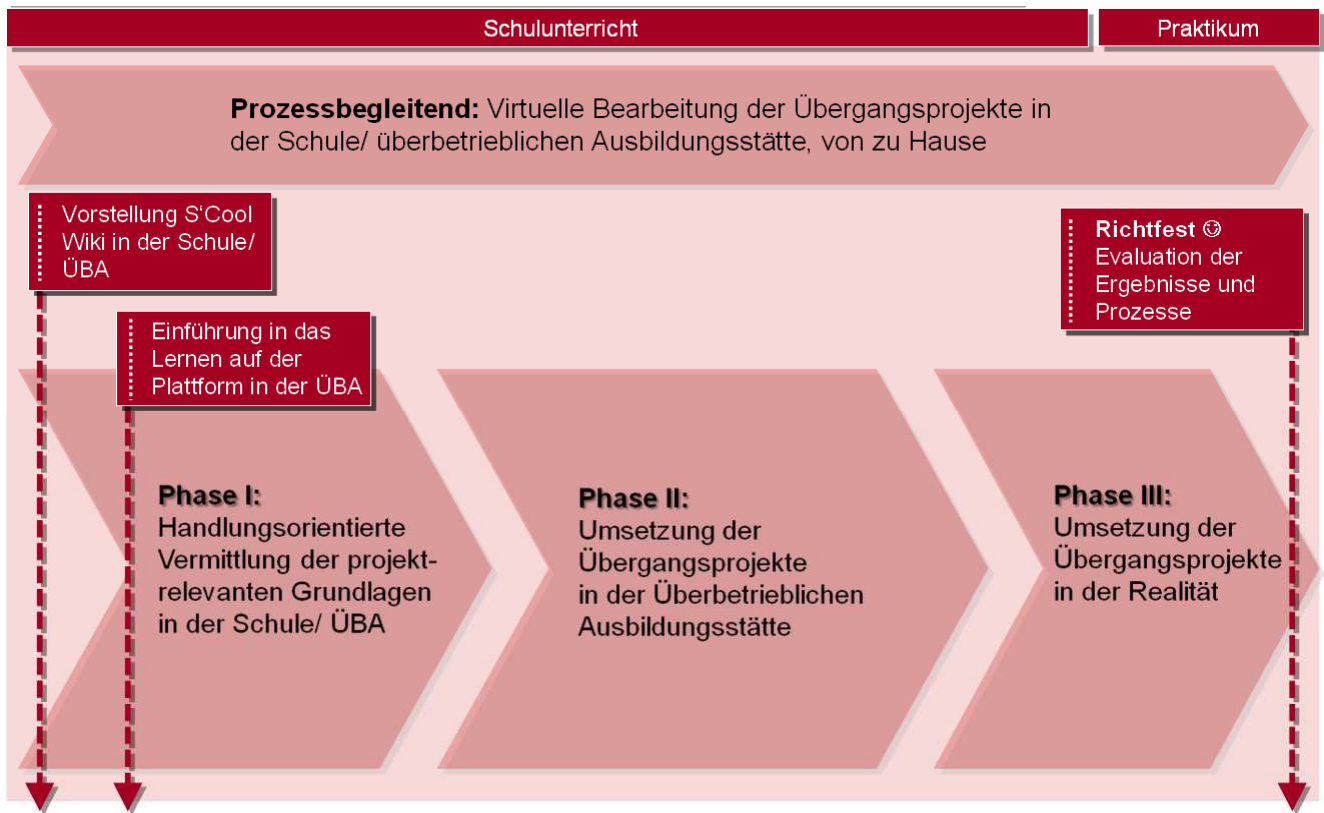 Schulunterricht
Praktikum
Prozessbegleitend: Virtuelle Bearbeitung der Übergangsprojekte in
der Schule/ überbetrieblichen Ausbildungsstätte, von zu Hause
Vorstellung S'Cool
Wiki in der Schule/
ÜBA
Richtfest ☺
Evaluation der
Ergebnisse und
Prozesse
Einführung in das
Lernen auf der
Plattform in der ÜBA
Phase I:
Handlungsorientierte
Vermittlung der projekt-
relevanten Grundlagen
in der Schule/ ÜBA
Phase II:
Umsetzung der
Übergangsprojekte
in der Überbetrieblichen
Ausbildungsstätte
Phase III:
Umsetzung der
Übergangsprojekte
in der Realität